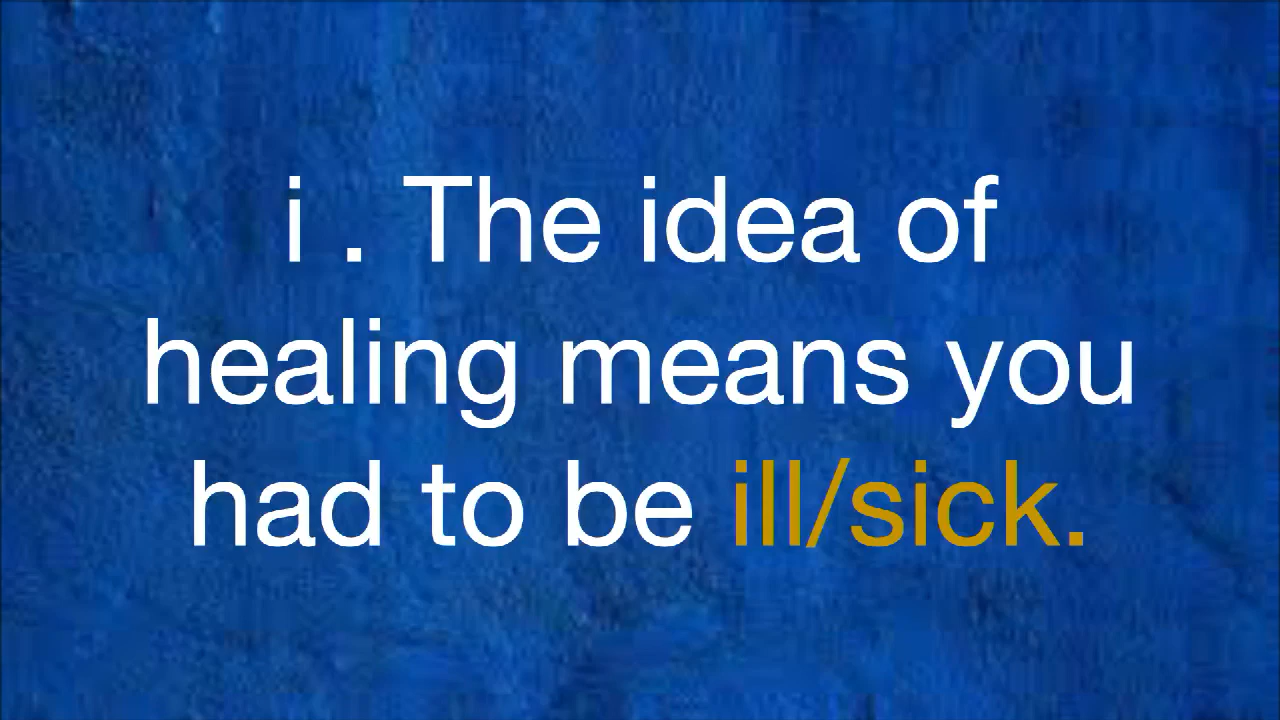 i . The idea of
healing means you
had to be ill/sick.